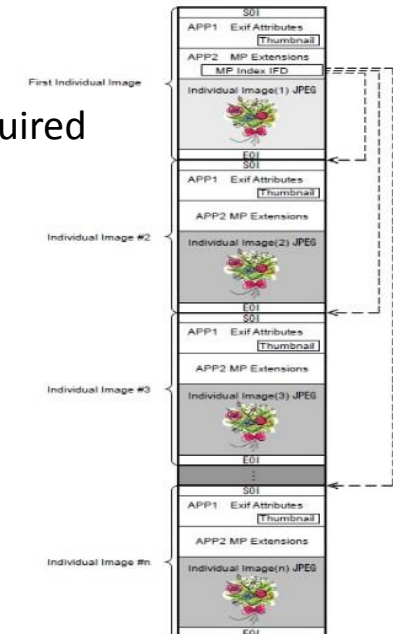 SOI
APP1 Exif Attributes
Thumbnail
APP2 MP Extensions
MP Index IFD
First Individual Image
Individual Image(1) JPEG
uired
EOI
SOI
APP1 Exif Attributes
Thumbnail
APP2 MP Extensions
Individual Image #2
Individual Image(2) JPEG
EOI
SOI
APP1 Exif Attributes
Thumbnail
APP2 MP Extensions
Individual Image #3
Individual Image(3) JPEG
EOI
SOI
APP1 Exif Attributes
Thumbnail
APP2 MP Extensions
Individual Image #n
Individual Image(n) JPEG
EOI